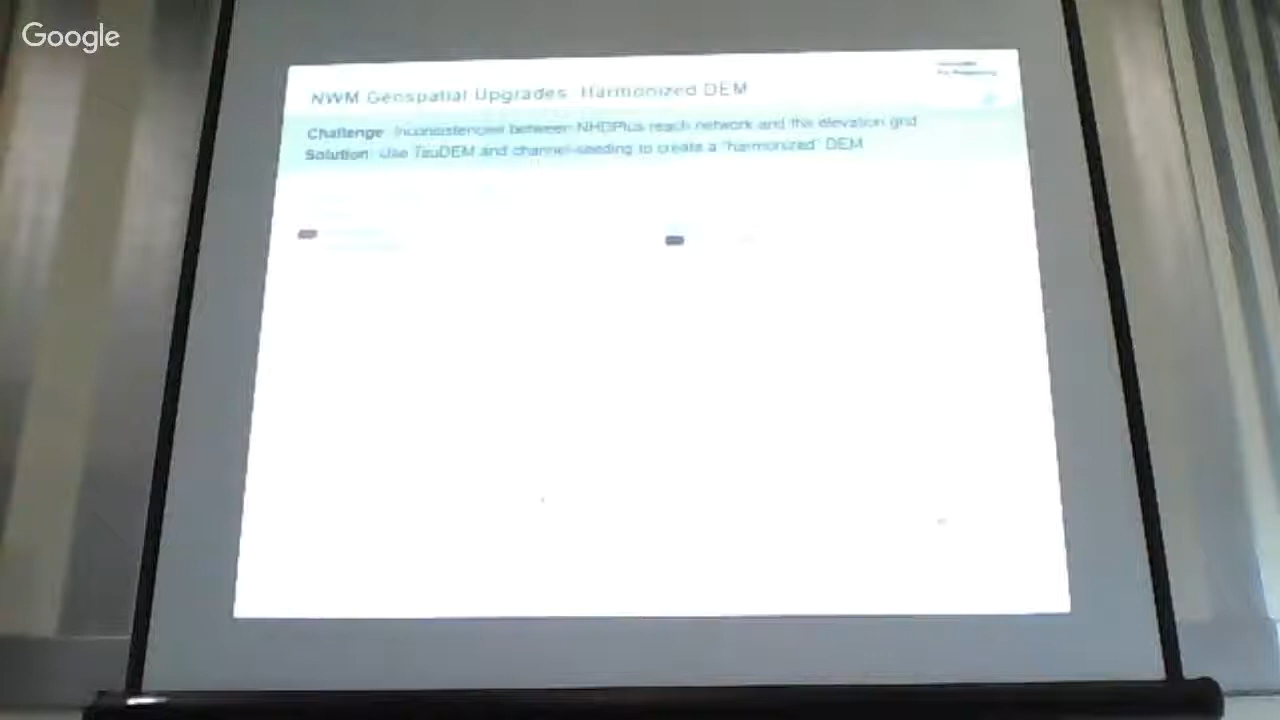 Google
NWM Geospatial Upgrades: Harmonized DEM
Challenge: Inconsistencies between NHDPlus reach network and the elevation grid
Solution: Use TauDEM and channel-seeding to create a "harmonized" DEM